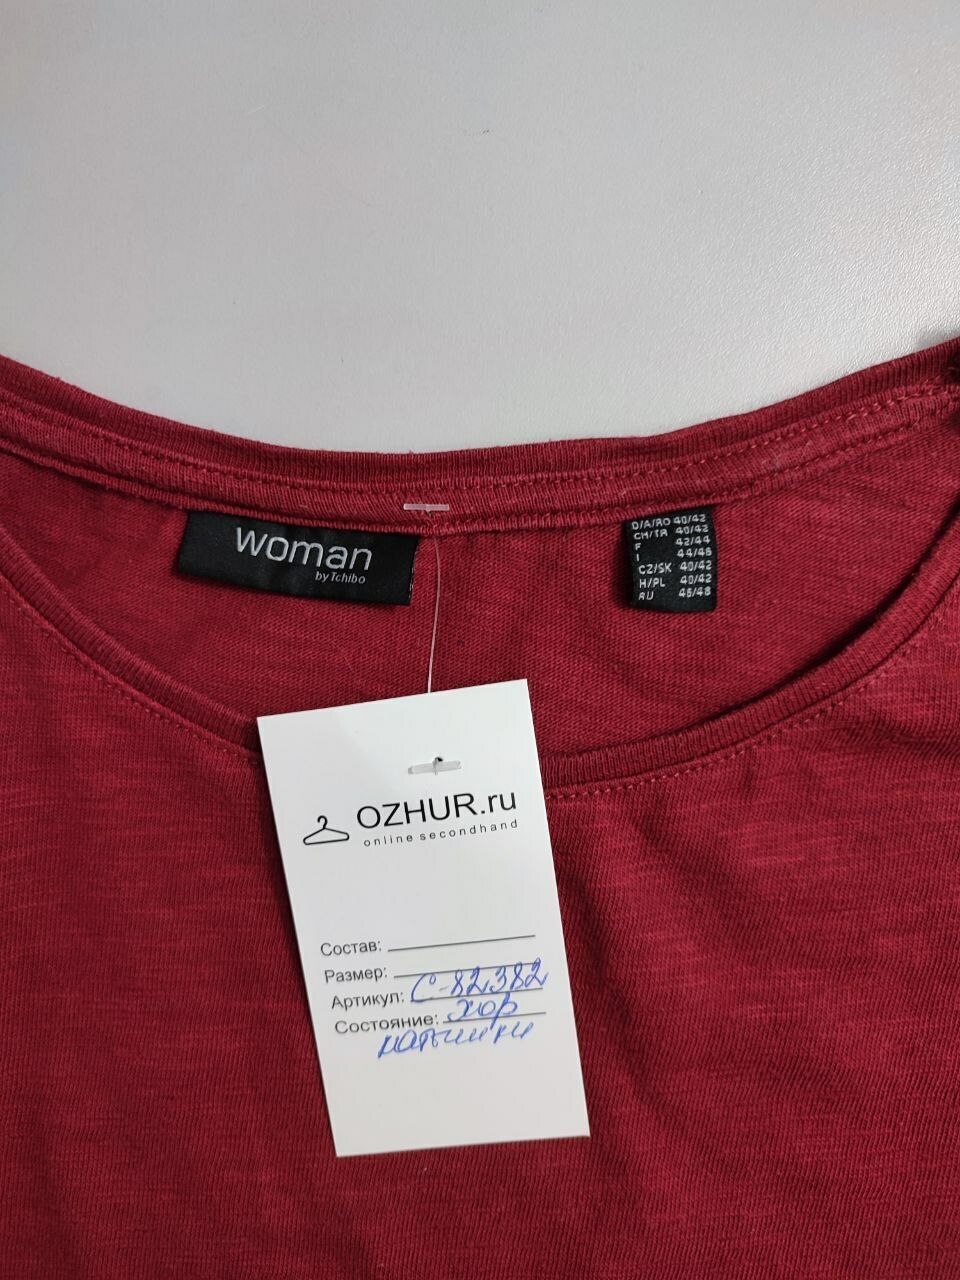 woman
by Tchibo
D/A/RO 40/42
CH/TR 40/42
F 42/44
I 44/46
CZ/SK 40/42
H/PL 40/42
RU 46/48
OZHUR.ru
online secondhand
Состав:
Размер:
Артикул: С-82382
Состояние: хор
катышки